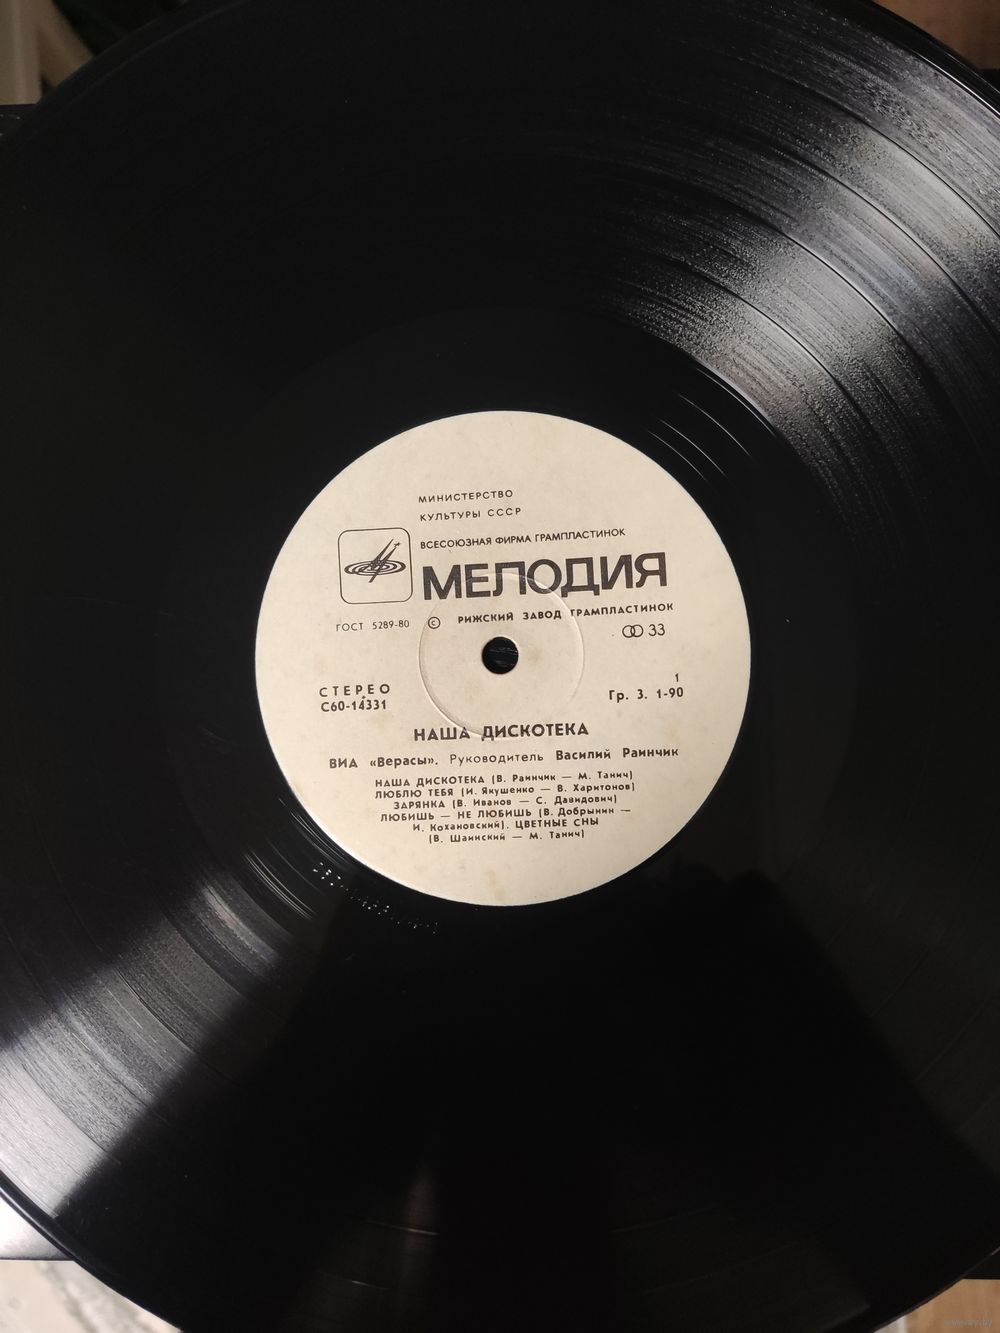 МИНИСТЕРСТВО
КУЛЬТУРЫ СССР
ВСЕСОЮЗНАЯ ФИРМА ГРАМПЛАСТИНОК
МЕЛОДИЯ
ГОСТ 5289-80 © РИЖСКИЙ ЗАВОД ГРАМПЛАСТИНОК
33
СТЕРЕО
С60-14331
1
Гр. 3. 1-90
НАША ДИСКОТЕКА
ВИА «Верасы». Руководитель Василий Раинчик
НАША ДИСКОТЕКА (В. Раинчик — М. Танич)
ЛЮБЛЮ ТЕБЯ (И. Якушенко — В. Харитонов)
ЗАРЯНКА (В. Иванов — С. Давидович)
ЛЮБИШЬ — НЕ ЛЮБИШЬ (В. Добрынин —
И. Кохановский). ЦВЕТНЫЕ СНЫ
(В. Шаинский — М. Танич)